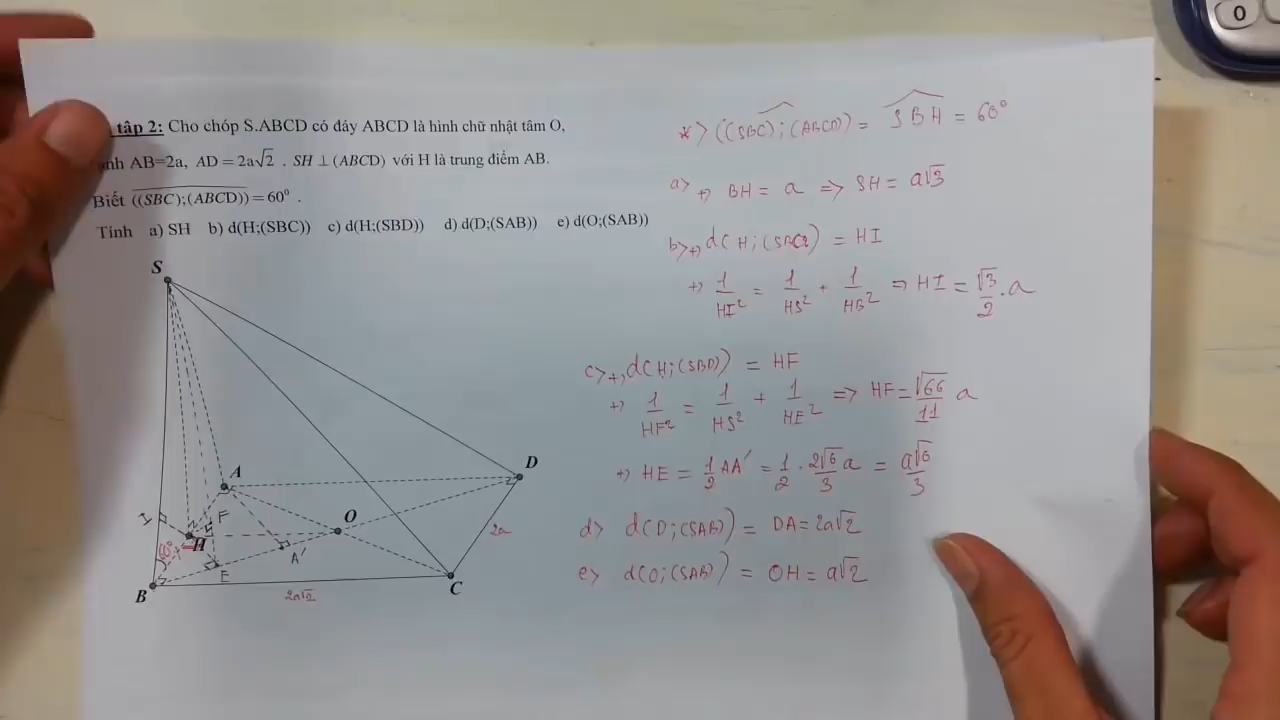 tập 2: Cho chóp S.ABCD có đáy ABCD là hình chữ nhật tâm O,
AB=2a, AD = 2a√2 . SH ⊥ (ABCD) với H là trung điểm AB.
Biết ((SBC);(ABCD)) = 60⁰ .
Tính a) SH b) d(H;(SBC)) c) d(H;(SBD)) d) d(D;(SAB)) e) d(O;(SAB))
S
A
D
O
I
F
H
60⁰
2a
E
A'
B
C
2a√2
*> ((SBC);(ABCD)) = SBH = 60⁰
a> +) BH = a => SH = a√3
b> +) d(H;(SBC)) = HI
+) 1/HI² = 1/HS² + 1/HB² => HI = √3/2 . a
c> +) d(H;(SBD)) = HF
+) 1/HF² = 1/HS² + 1/HE² => HF = √66/11 a
+) HE = 1/2 AA' = 1/2 . 2√6/3 a = a√6/3
d> d(D;(SAB)) = DA = 2a√2
e> d(O;(SAB)) = OH = a√2
0